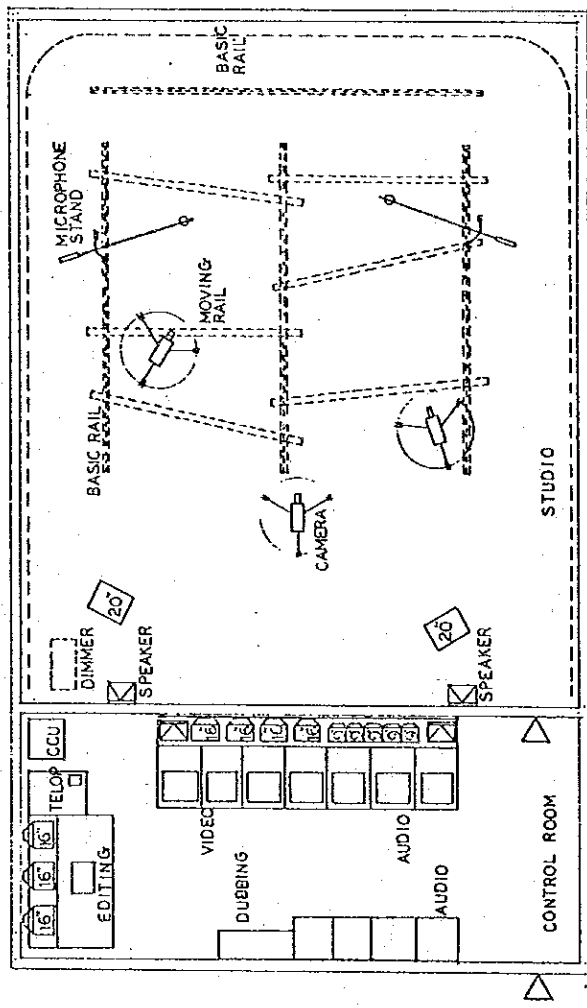 16" 16" 16"
TELOP
CCU
MICROPHONE
STAND
DIMMER
BASIC RAIL
EDITING
20"
SPEAKER
VIDEO
16"
16"
16"
16"
MOVING
RAIL
BASIC
RAIL
DUBBING
CAMERA
AUDIO
AUDIO
20"
SPEAKER
CONTROL ROOM
STUDIO